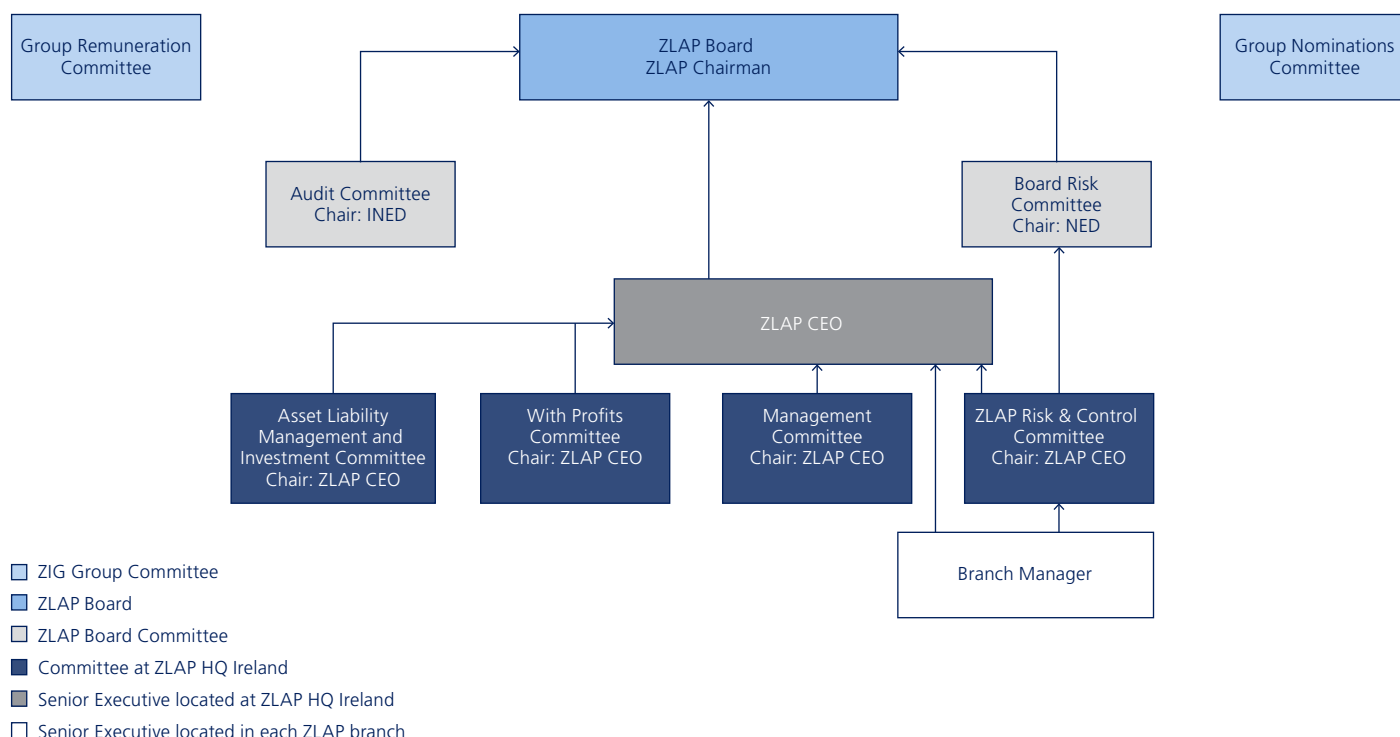 Group Remuneration
Committee
ZLAP Board
ZLAP Chairman
Group Nominations
Committee
Audit Committee
Chair: INED
Board Risk
Committee
Chair: NED
ZLAP CEO
Asset Liability
Management and
Investment Committee
Chair: ZLAP CEO
With Profits
Committee
Chair: ZLAP CEO
Management
Committee
Chair: ZLAP CEO
ZLAP Risk & Control
Committee
Chair: ZLAP CEO
Branch Manager
ZIG Group Committee
ZLAP Board
ZLAP Board Committee
Committee at ZLAP HQ Ireland
Senior Executive located at ZLAP HQ Ireland
Senior Executive located in each ZLAP branch